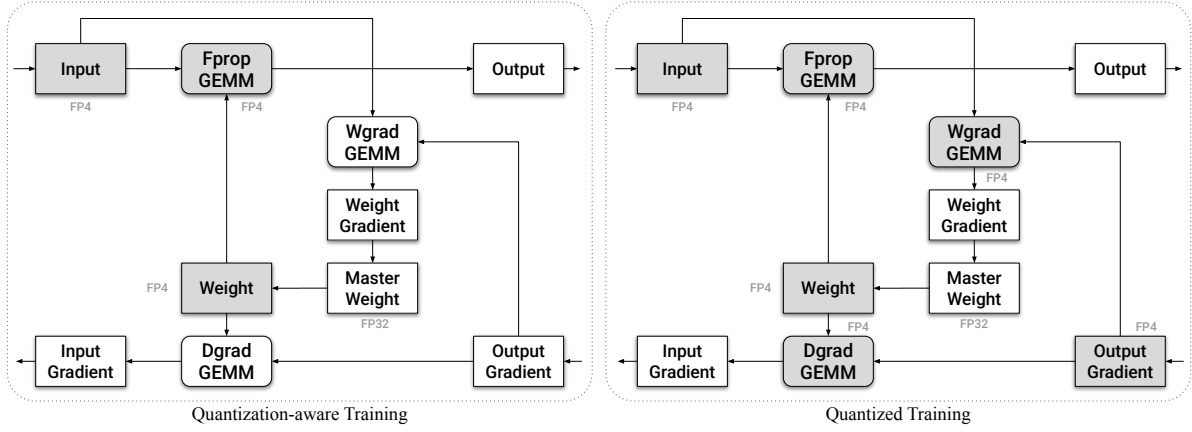 Input
FP4
Fprop
GEMM
FP4
Output
Wgrad
GEMM
Weight
Gradient
Master
Weight
FP32
Weight
FP4
Input
Gradient
Dgrad
GEMM
Output
Gradient
Quantization-aware Training
Input
FP4
Fprop
GEMM
FP4
Output
Wgrad
GEMM
FP4
Weight
Gradient
Master
Weight
FP32
Weight
FP4
FP4
Input
Gradient
Dgrad
GEMM
FP4
Output
Gradient
Quantized Training